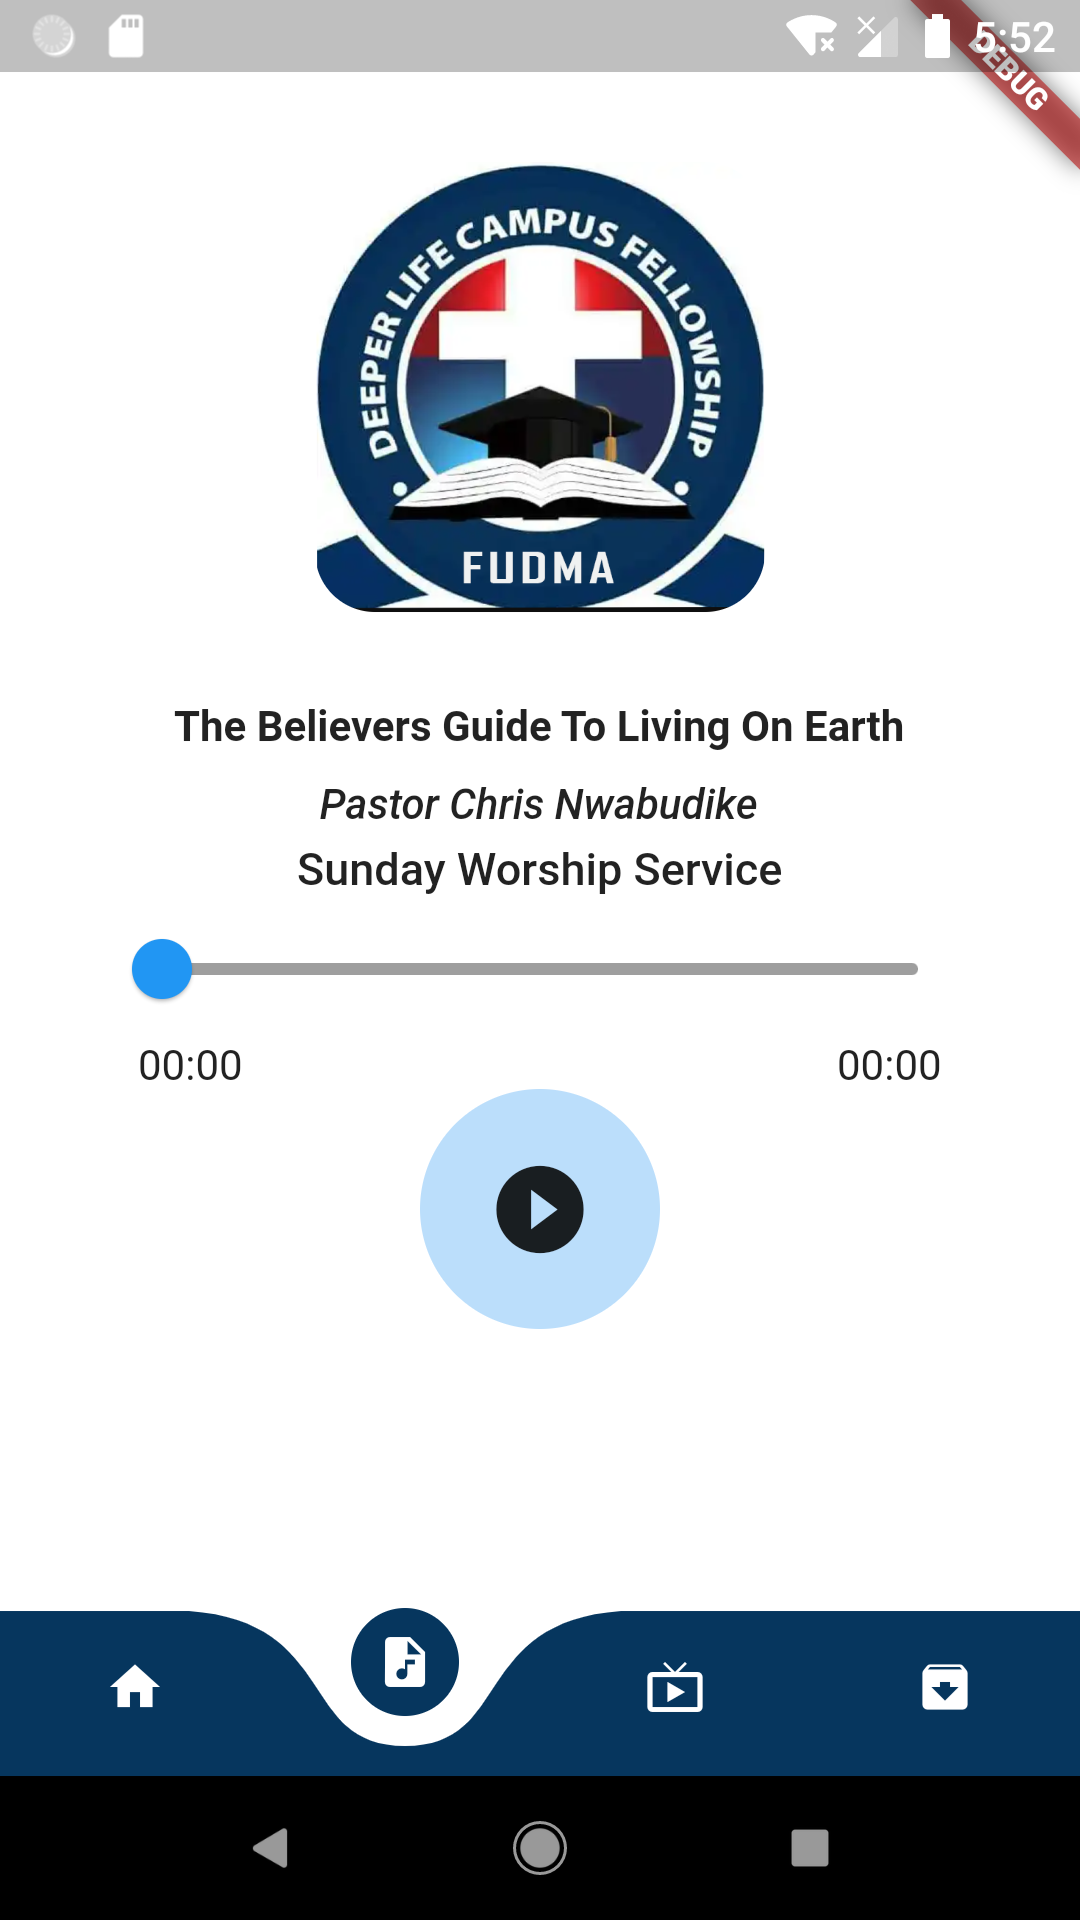 5:52
DEBUG
DEEPER LIFE CAMPUS FELLOWSHIP
FUDMA
The Believers Guide To Living On Earth
Pastor Chris Nwabudike
Sunday Worship Service
00:00 00:00